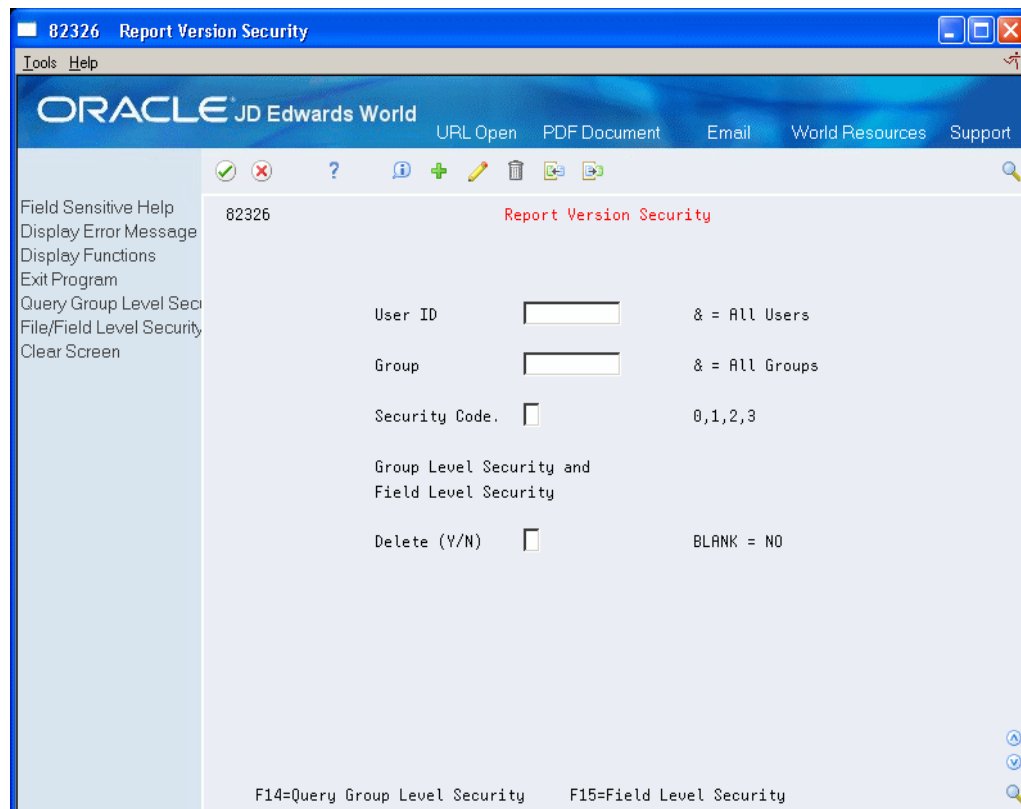 82326 Report Version Security
Tools Help
ORACLE JD Edwards World
URL Open PDF Document Email World Resources Support
?
Field Sensitive Help
Display Error Message
Display Functions
Exit Program
Query Group Level Secu
File/Field Level Security
Clear Screen
82326 Report Version Security
User ID & = All Users
Group & = All Groups
Security Code. 0,1,2,3
Group Level Security and
Field Level Security
Delete (Y/N) BLANK = NO
F14=Query Group Level Security F15=Field Level Security